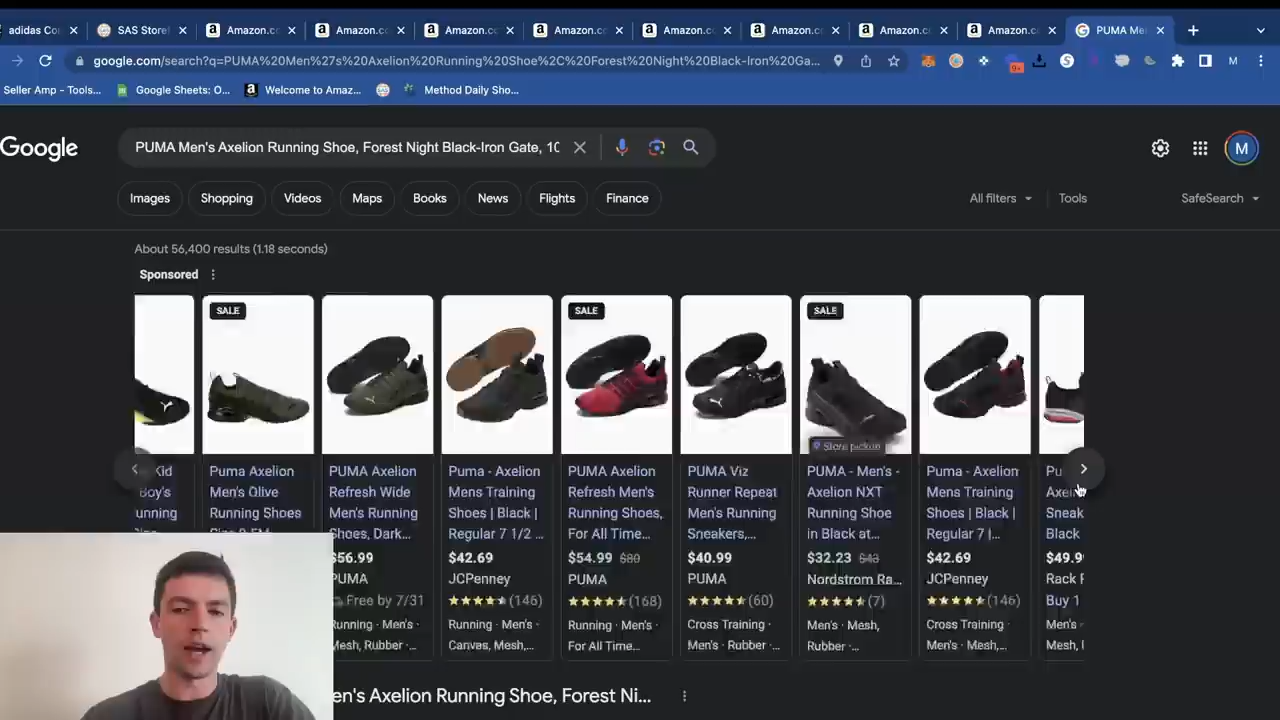 adidas Co
SAS Store
Amazon.c
Amazon.c
Amazon.c
Amazon.c
Amazon.c
Amazon.c
Amazon.c
Amazon.c
PUMA Me
google.com/search?q=PUMA%20Men%27s%20Axelion%20Running%20Shoe%2C%20Forest%20Night%20Black-Iron%20Ga...
M
Seller Amp - Tools...
Google Sheets: O...
Welcome to Amaz...
Method Daily Sho...
Google
PUMA Men's Axelion Running Shoe, Forest Night Black-Iron Gate, 10
M
Images
Shopping
Videos
Maps
Books
News
Flights
Finance
All filters
Tools
SafeSearch
About 56,400 results (1.18 seconds)
Sponsored
Kid
Boy's
unning
SALE
Puma Axelion
Men's Olive
Running Shoes
PUMA Axelion
Refresh Wide
Men's Running
Shoes, Dark...
$56.99
PUMA
Free by 7/31
Running · Men's ·
Mesh, Rubber ·...
Puma - Axelion
Mens Training
Shoes | Black |
Regular 7 1/2 ...
$42.69
JCPenney
(146)
Running · Men's ·
Canvas, Mesh,...
SALE
PUMA Axelion
Refresh Men's
Running Shoes,
For All Time...
$54.99 $80
PUMA
(168)
Running · Men's ·
For All Time...
PUMA Viz
Runner Repeat
Men's Running
Sneakers,...
$40.99
PUMA
(60)
Cross Training ·
Men's · Rubber ·...
SALE
Store pickup
PUMA - Men's -
Axelion NXT
Running Shoe
in Black at...
$32.23 $43
Nordstrom Ra...
(7)
Men's · Mesh,
Rubber ·...
Puma - Axelion
Mens Training
Shoes | Black |
Regular 7 |...
$42.69
JCPenney
(146)
Cross Training ·
Men's · Mesh,...
Pu
Axeli
Sneak
Black
$49.9
Rack R
Buy 1
Men's
Mesh, l
en's Axelion Running Shoe, Forest Ni...